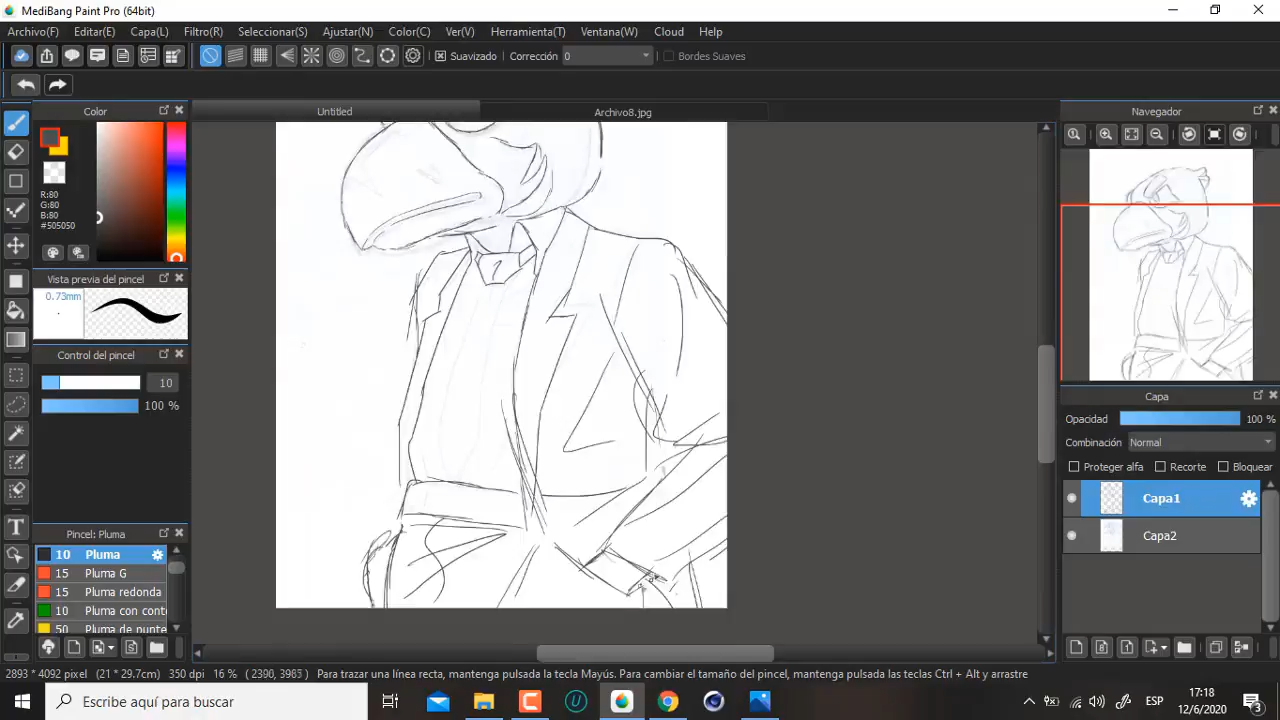 MediBang Paint Pro (64bit)
Archivo(F) Editar(E) Capa(L) Filtro(R) Seleccionar(S) Ajustar(N) Color(C) Ver(V) Herramienta(T) Ventana(W) Cloud Help
Suavizado Corrección 0 Bordes Suaves
Color Untitled Archivo8.jpg Navegador
R:80
G:80
B:80
#505050
Vista previa del pincel
0.73mm
Control del pincel
10
100 %
Capa
Opacidad 100 %
Combinación Normal
Proteger alfa Recorte Bloquear
Capa1
Capa2
Pincel: Pluma
10 Pluma
15 Pluma G
15 Pluma redonda
10 Pluma con cont
50 Pluma de punte
2893 * 4092 pixel (21 * 29.7cm) 350 dpi 16 % (2390, 3985) Para trazar una línea recta, mantenga pulsada la tecla Mayús. Para cambiar el tamaño del pincel, mantenga pulsadas las teclas Ctrl + Alt y arrastre
Escribe aquí para buscar
ESP
17:18
12/6/2020
3